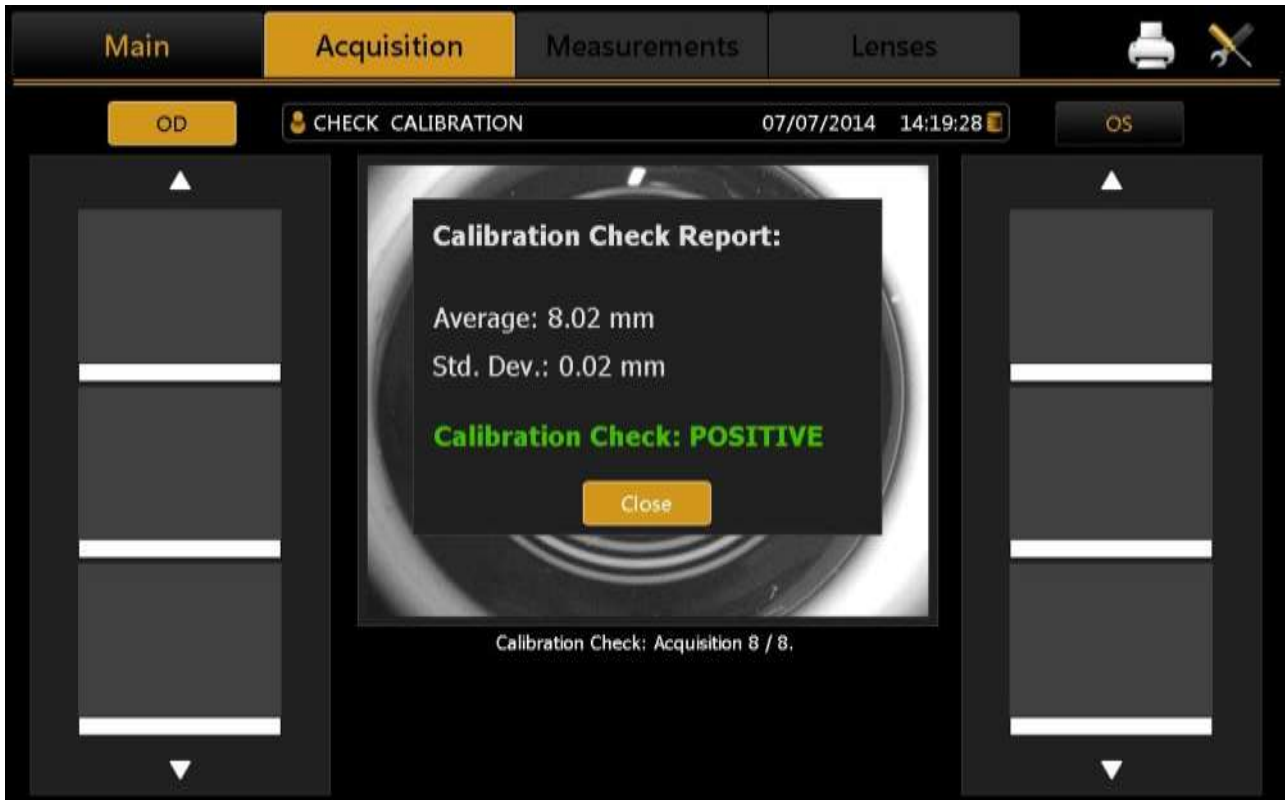 Main Acquisition Measurements Lenses
OD CHECK CALIBRATION 07/07/2014 14:19:28 OS
Calibration Check Report:
Average: 8.02 mm
Std. Dev.: 0.02 mm
Calibration Check: POSITIVE
Close
Calibration Check: Acquisition 8 / 8.